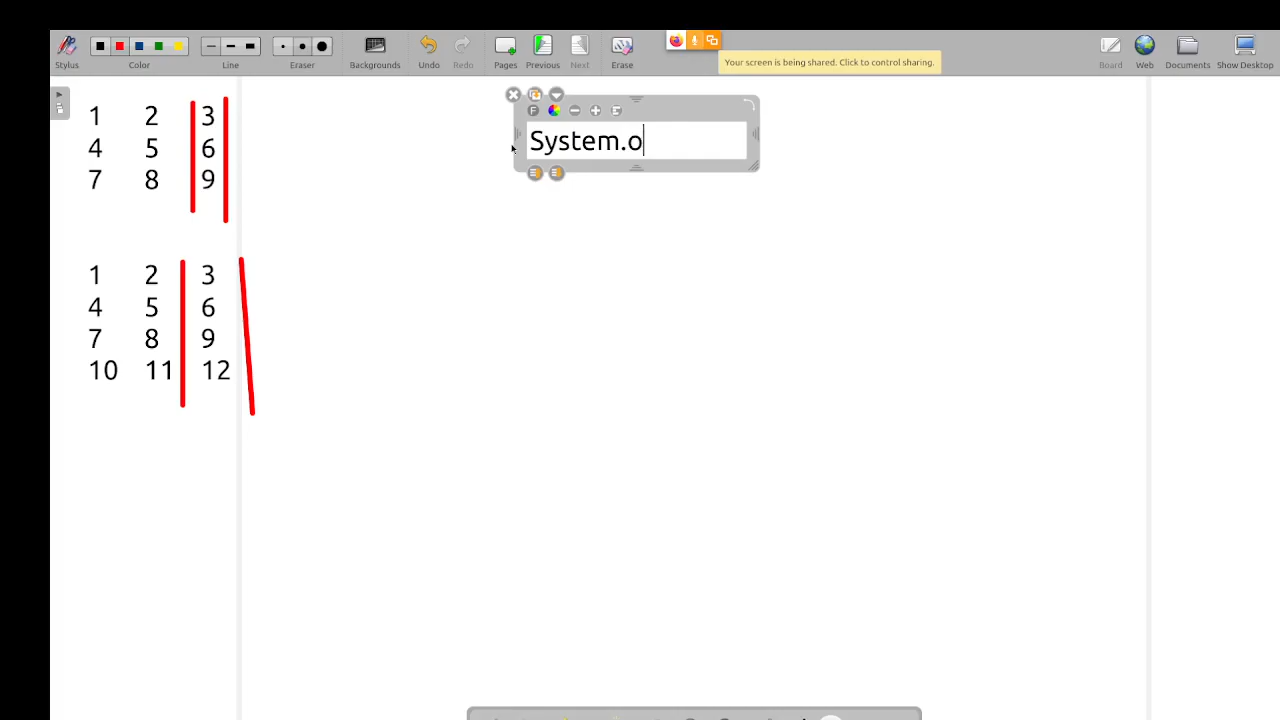 Stylus Color Line Eraser Backgrounds Undo Redo Pages Previous Next Erase Board Web Documents Show Desktop
Your screen is being shared. Click to control sharing.
F
System.o
1 2 3
4 5 6
7 8 9
1 2 3
4 5 6
7 8 9
10 11 12